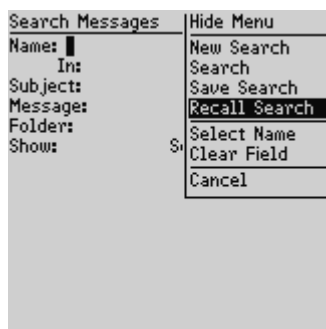 Search Messages
Name:
In:
Subject:
Message:
Folder:
Show:
Hide Menu
New Search
Search
Save Search
Recall Search
Select Name
Clear Field
Cancel